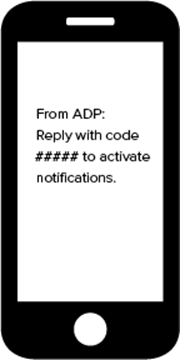 From ADP:
Reply with code
##### to activate
notifications.